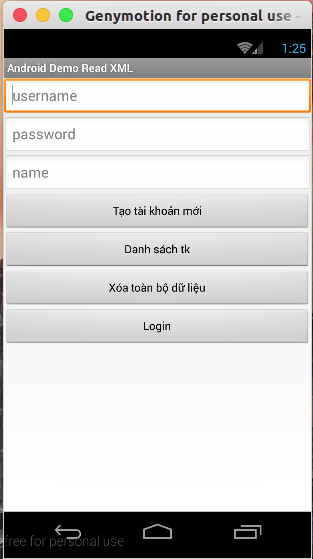 Genymotion for personal use -
1:25
Android Demo Read XML
username
password
name
Tạo tài khoản mới
Danh sách tk
Xóa toàn bộ dữ liệu
Login
free for personal use